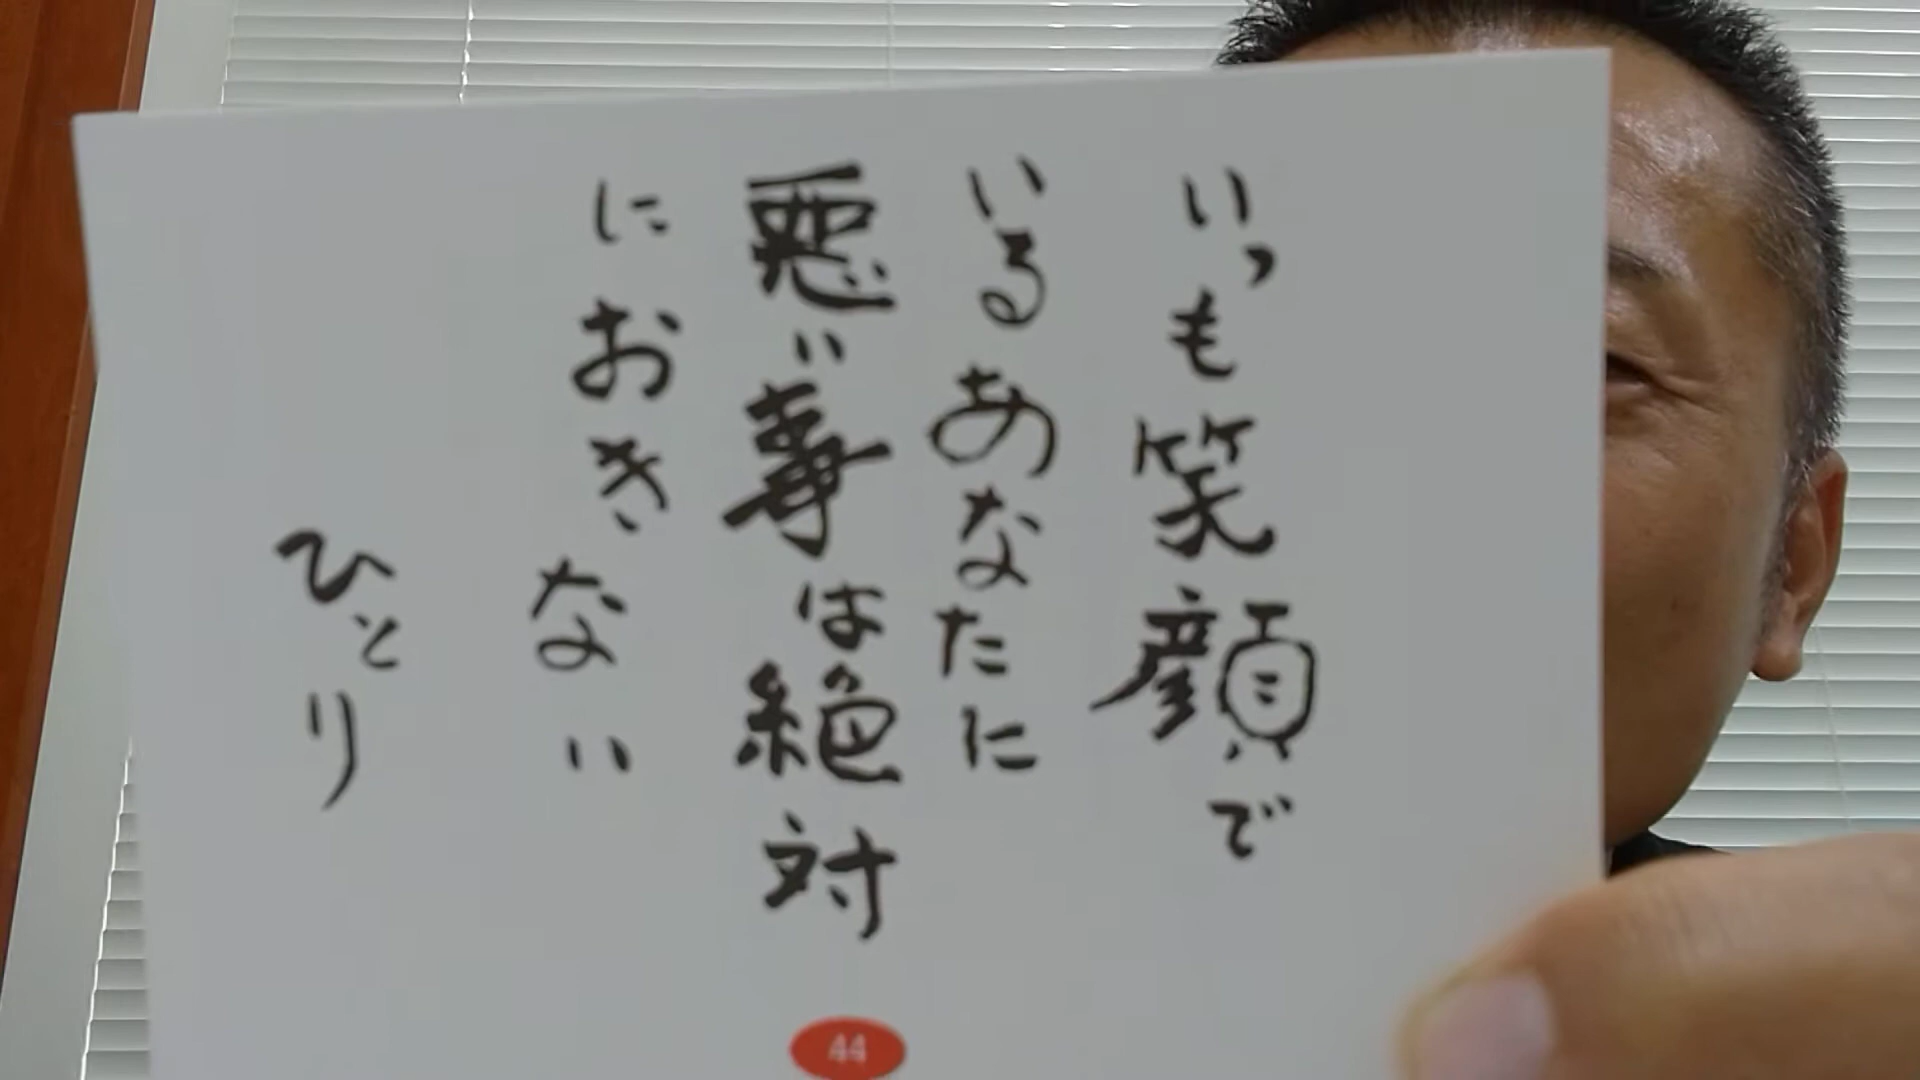 いつも笑顔で
いるあなたに
悪い事は絶対
におきない
ひとり
44